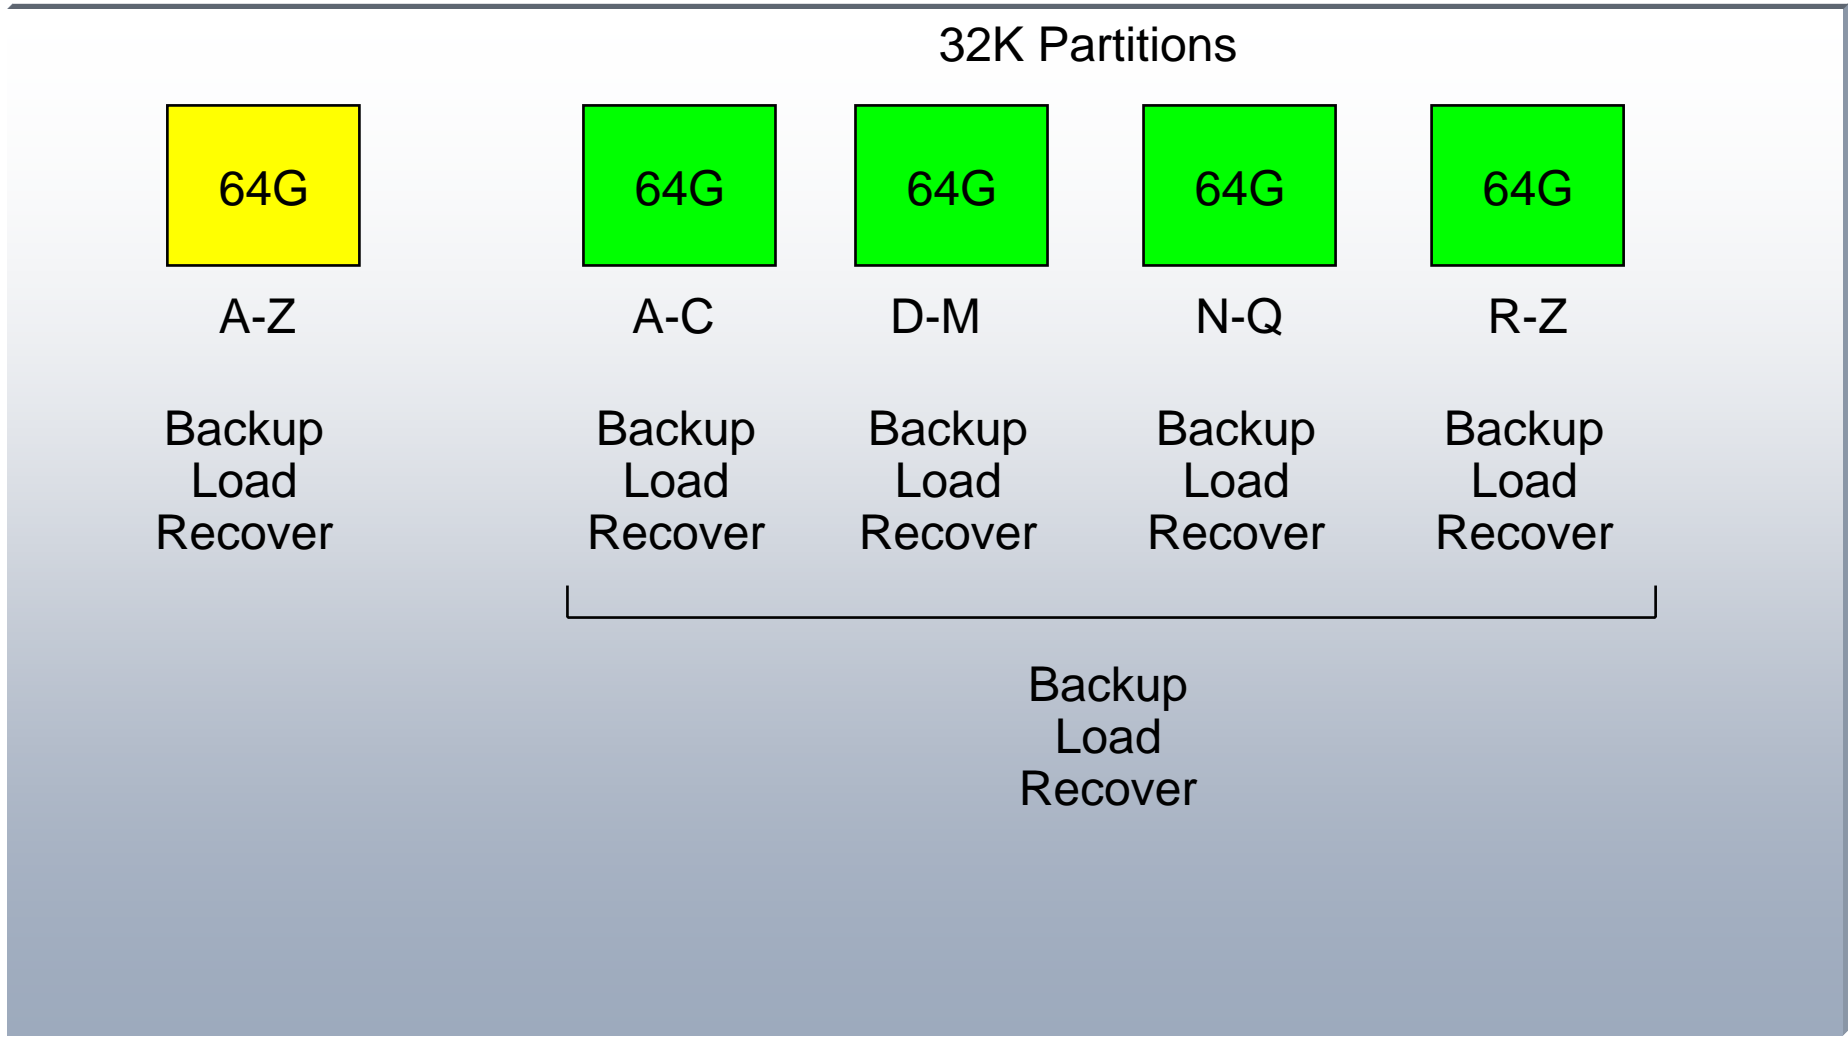 32K Partitions
64G
64G
64G
64G
64G
A-Z
A-C
D-M
N-Q
R-Z
Backup
Load
Recover
Backup
Load
Recover
Backup
Load
Recover
Backup
Load
Recover
Backup
Load
Recover
Backup
Load
Recover